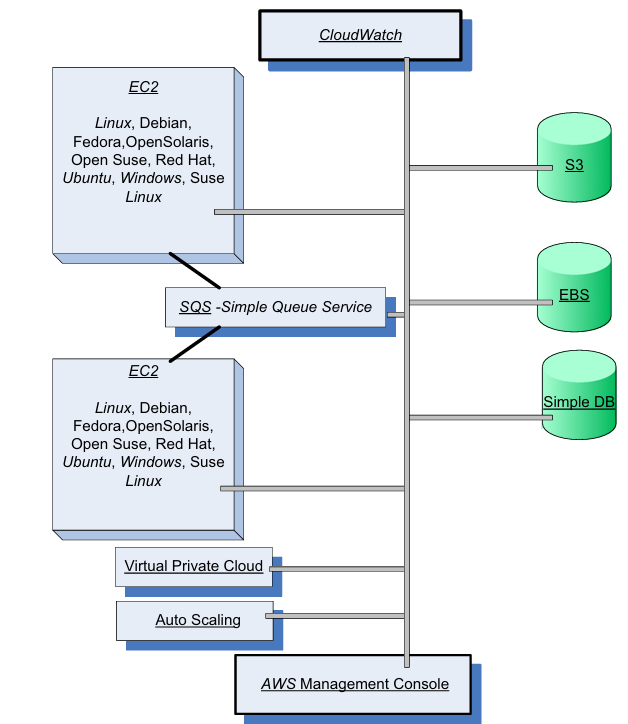 CloudWatch
EC2
Linux, Debian,
Fedora,OpenSolaris,
Open Suse, Red Hat,
Ubuntu, Windows, Suse
Linux
S3
EBS
SQS -Simple Queue Service
EC2
Linux, Debian,
Fedora,OpenSolaris,
Open Suse, Red Hat,
Ubuntu, Windows, Suse
Linux
Simple DB
Virtual Private Cloud
Auto Scaling
AWS Management Console